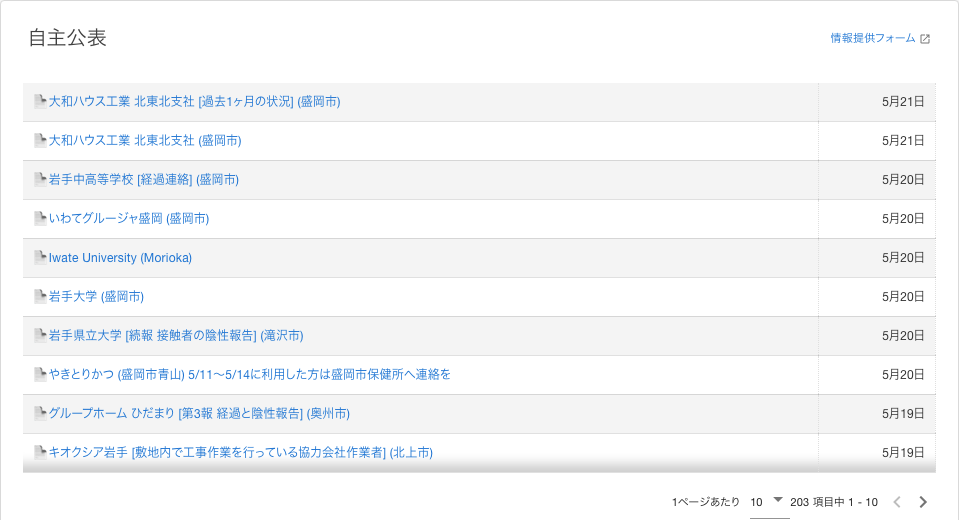 自主公表
情報提供フォーム
大和ハウス工業 北東北支社 [過去1ヶ月の状況] (盛岡市) 5月21日
大和ハウス工業 北東北支社 (盛岡市) 5月21日
岩手中高等学校 [経過連絡] (盛岡市) 5月20日
いわてグルージャ盛岡 (盛岡市) 5月20日
Iwate University (Morioka) 5月20日
岩手大学 (盛岡市) 5月20日
岩手県立大学 [続報 接触者の陰性報告] (滝沢市) 5月20日
やきとりかつ (盛岡市青山) 5/11〜5/14に利用した方は盛岡市保健所へ連絡を 5月20日
グループホーム ひだまり [第3報 経過と陰性報告] (奥州市) 5月19日
キオクシア岩手 [敷地内で工事作業を行っている協力会社作業者] (北上市) 5月19日
1ページあたり 10 203 項目中 1 - 10